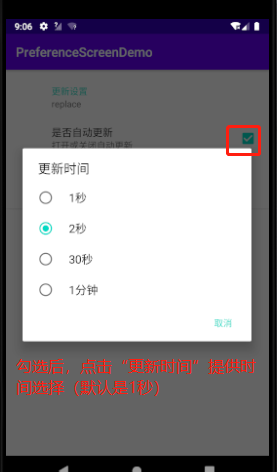 9:06
PreferenceScreenDemo
更新设置
replace
是否自动更新
打开或关闭自动更新
更新时间
1秒
2秒
30秒
1分钟
取消
勾选后，点击“更新时间”提供时
间选择（默认是1秒）